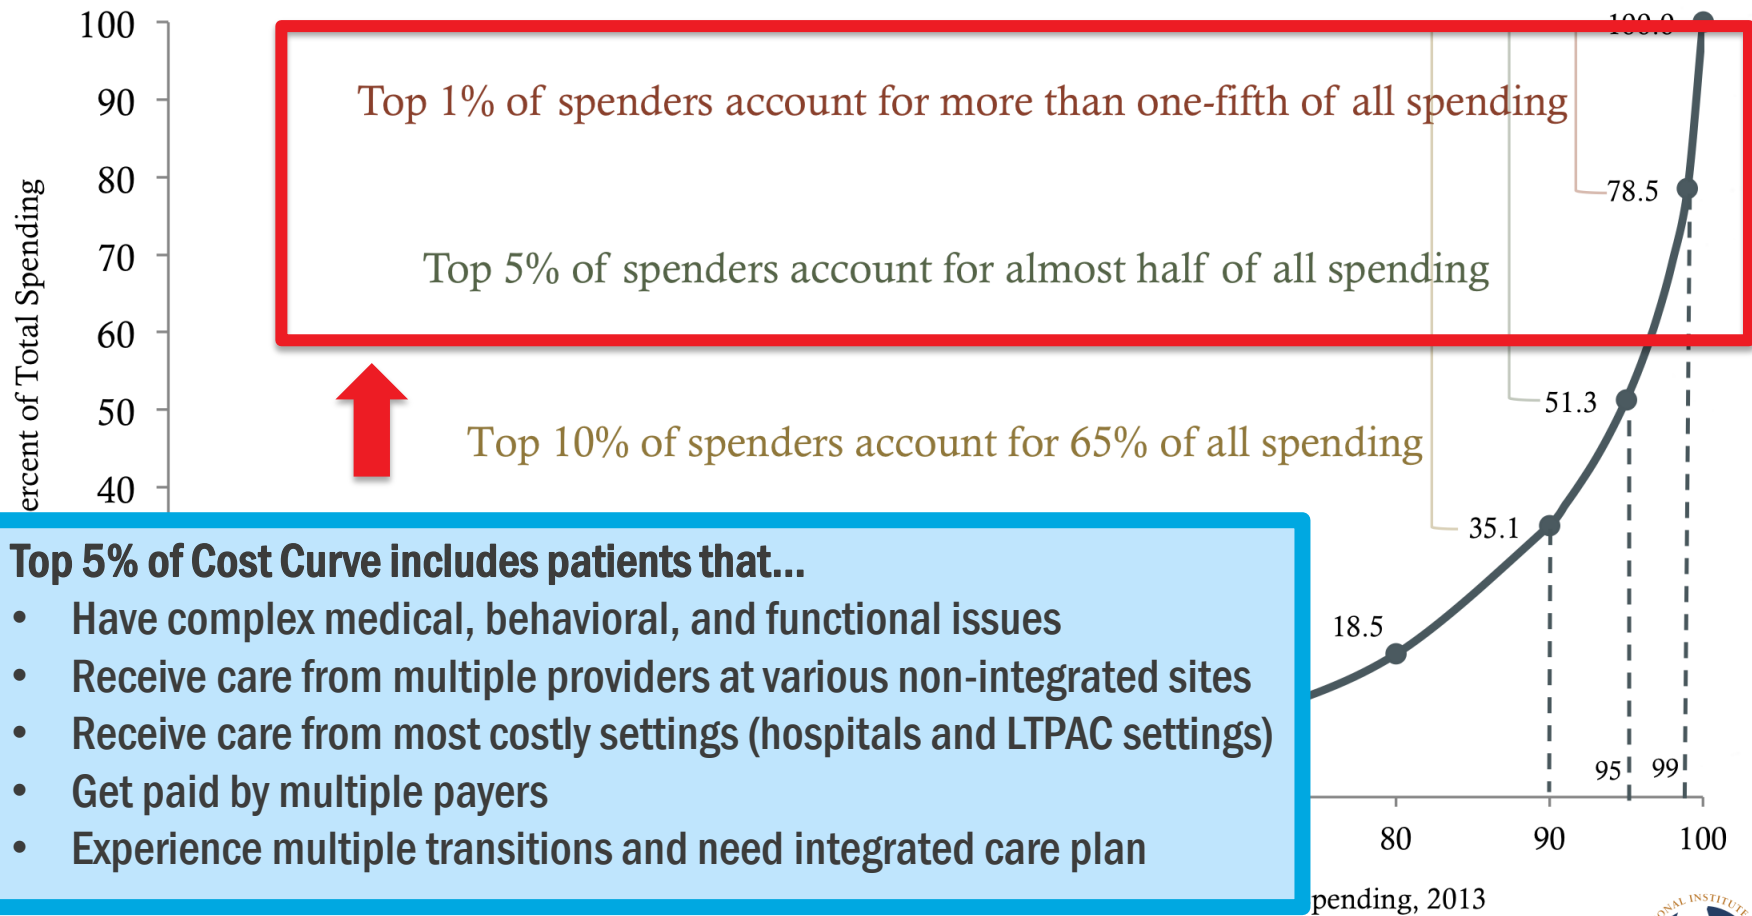 100
100.0
Top 1% of spenders account for more than one-fifth of all spending
90
80
78.5
Top 5% of spenders account for almost half of all spending
70
60
ercent of Total Spending
50
51.3
Top 10% of spenders account for 65% of all spending
40
35.1
Top 5% of Cost Curve includes patients that...
• Have complex medical, behavioral, and functional issues
• Receive care from multiple providers at various non-integrated sites
• Receive care from most costly settings (hospitals and LTPAC settings)
• Get paid by multiple payers
• Experience multiple transitions and need integrated care plan
18.5
95 99
80 90 100
pending, 2013
ONAL INSTITUTE